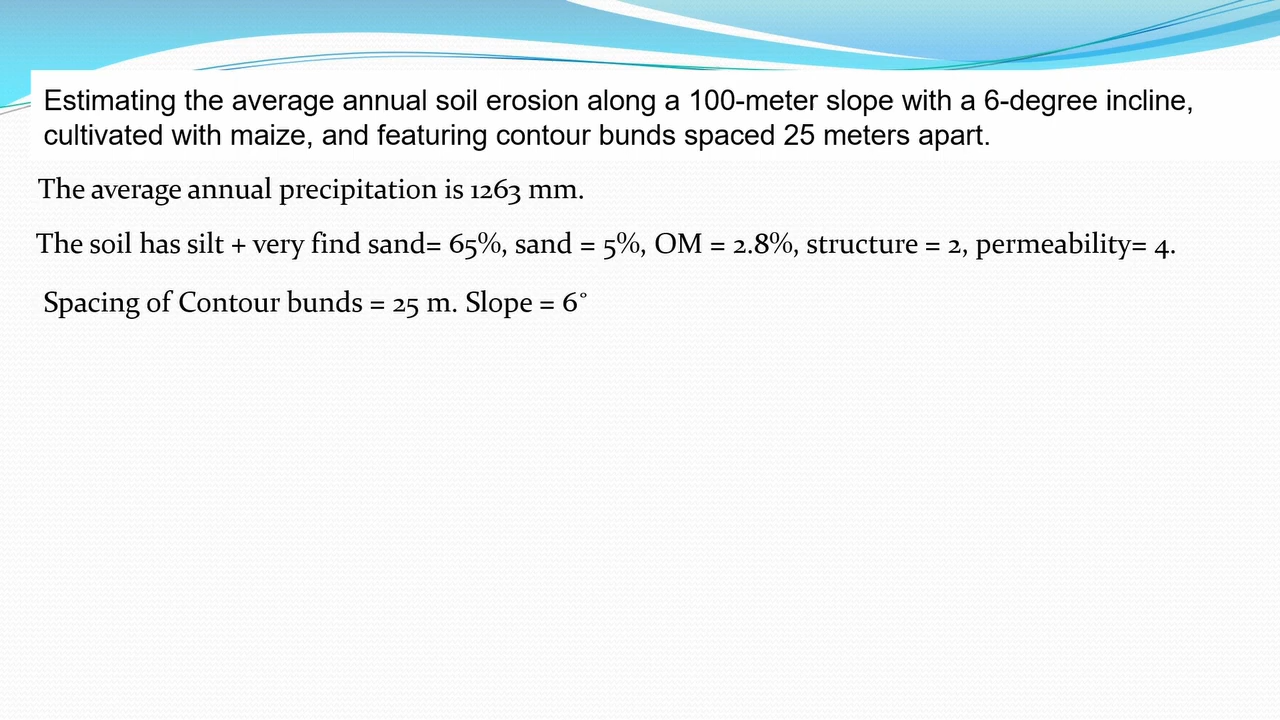 Estimating the average annual soil erosion along a 100-meter slope with a 6-degree incline,
cultivated with maize, and featuring contour bunds spaced 25 meters apart.
The average annual precipitation is 1263 mm.
The soil has silt + very find sand= 65%, sand = 5%, OM = 2.8%, structure = 2, permeability= 4.
Spacing of Contour bunds = 25 m. Slope = 6°